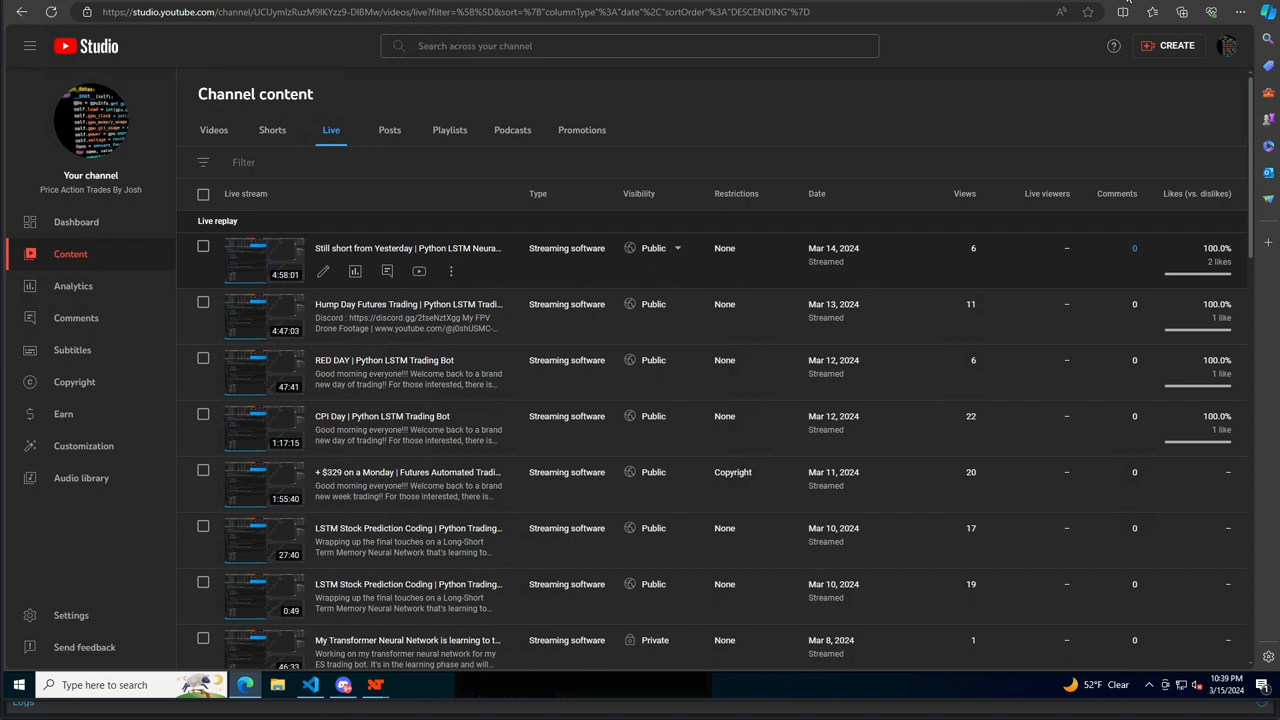 https://studio.youtube.com/channel/UCUymlzRuzM9IKYzz9-DIBMw/videos/live?filter=%5B%5D&sort=%7B"columnType"%3A"date"%2C"sortOrder"%3A"DESCENDING"%7D
Studio
Search across your channel
CREATE
Channel content
Videos Shorts Live Posts Playlists Podcasts Promotions
Your channel
Price Action Trades By Josh
Dashboard
Content
Analytics
Comments
Subtitles
Copyright
Earn
Customization
Audio library
Settings
Send feedback
Filter
Live stream Type Visibility Restrictions Date Views Live viewers Comments Likes (vs. dislikes)
Live replay
Still short from Yesterday | Python LSTM Neura... Streaming software Public None Mar 14, 2024 6 – 0 100.0%
4:58:01 Streamed 2 likes
Hump Day Futures Trading | Python LSTM Tradi... Streaming software Public None Mar 13, 2024 11 – 0 100.0%
Discord : https://discord.gg/2tseNztXgg My FPV Streamed 1 like
Drone Footage | www.youtube.com/@j0shUSMC-...
4:47:03
RED DAY | Python LSTM Trading Bot Streaming software Public None Mar 12, 2024 6 – 0 100.0%
Good morning everyone!!! Welcome back to a brand Streamed 1 like
new day of trading!! For those interested, there is...
47:41
CPI Day | Python LSTM Trading Bot Streaming software Public None Mar 12, 2024 22 – 0 100.0%
Good morning everyone!!! Welcome back to a brand Streamed 1 like
new day of trading!! For those interested, there is...
1:17:15
+ $329 on a Monday | Futures Automated Tradi... Streaming software Public Copyright Mar 11, 2024 20 – 0 –
Good morning everyone!!! Welcome back to a brand Streamed
new week trading!! For those interested, there is...
1:55:40
LSTM Stock Prediction Coding | Python Trading... Streaming software Public None Mar 10, 2024 17 – 0 –
Wrapping up the final touches on a Long-Short Streamed
Term Memory Neural Network that's learning to...
27:40
LSTM Stock Prediction Coding | Python Trading... Streaming software Public None Mar 10, 2024 19 – 0 –
Wrapping up the final touches on a Long-Short Streamed
Term Memory Neural Network that's learning to...
0:49
My Transformer Neural Network is learning to t... Streaming software Private None Mar 8, 2024 7 – 0 –
Working on my transformer neural network for my Streamed
ES trading bot. It's in the learning phase and will...
46:33
Type here to search
52°F Clear
10:39 PM
3/15/2024
Logs